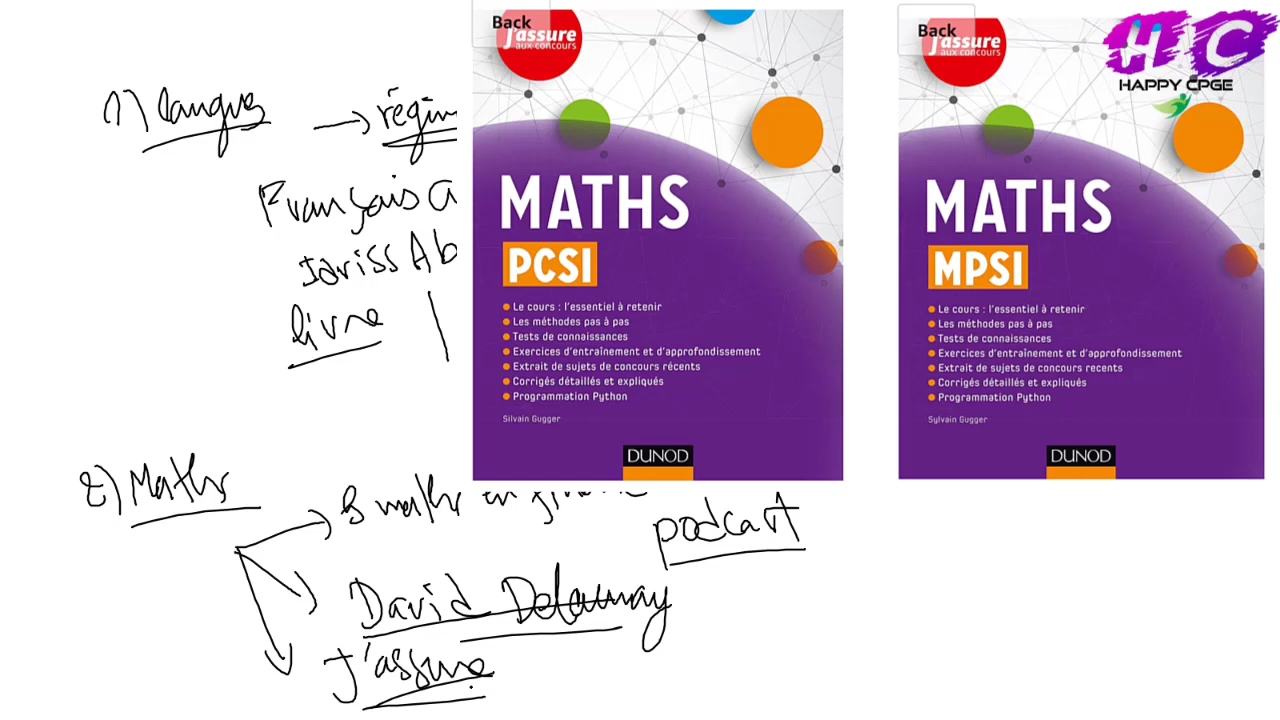 1) langues
→ régim
Français
Jariss Ab
livre
2) Maths
podcast
David Delaunay
J'assure
Back
J'assure
aux concours
MATHS
PCSI
Le cours : l'essentiel à retenir
Les méthodes pas à pas
Tests de connaissances
Exercices d'entraînement et d'approfondissement
Extrait de sujets de concours récents
Corrigés détaillés et expliqués
Programmation Python
Silvain Gugger
DUNOD
Back
J'assure
aux concours
MATHS
MPSI
Le cours : l'essentiel à retenir
Les méthodes pas à pas
Tests de connaissances
Exercices d'entraînement et d'approfondissement
Extrait de sujets de concours recents
Corrigés détaillés et expliqués
Programmation Python
Sylvain Gugger
DUNOD
H C
HAPPY CPGE